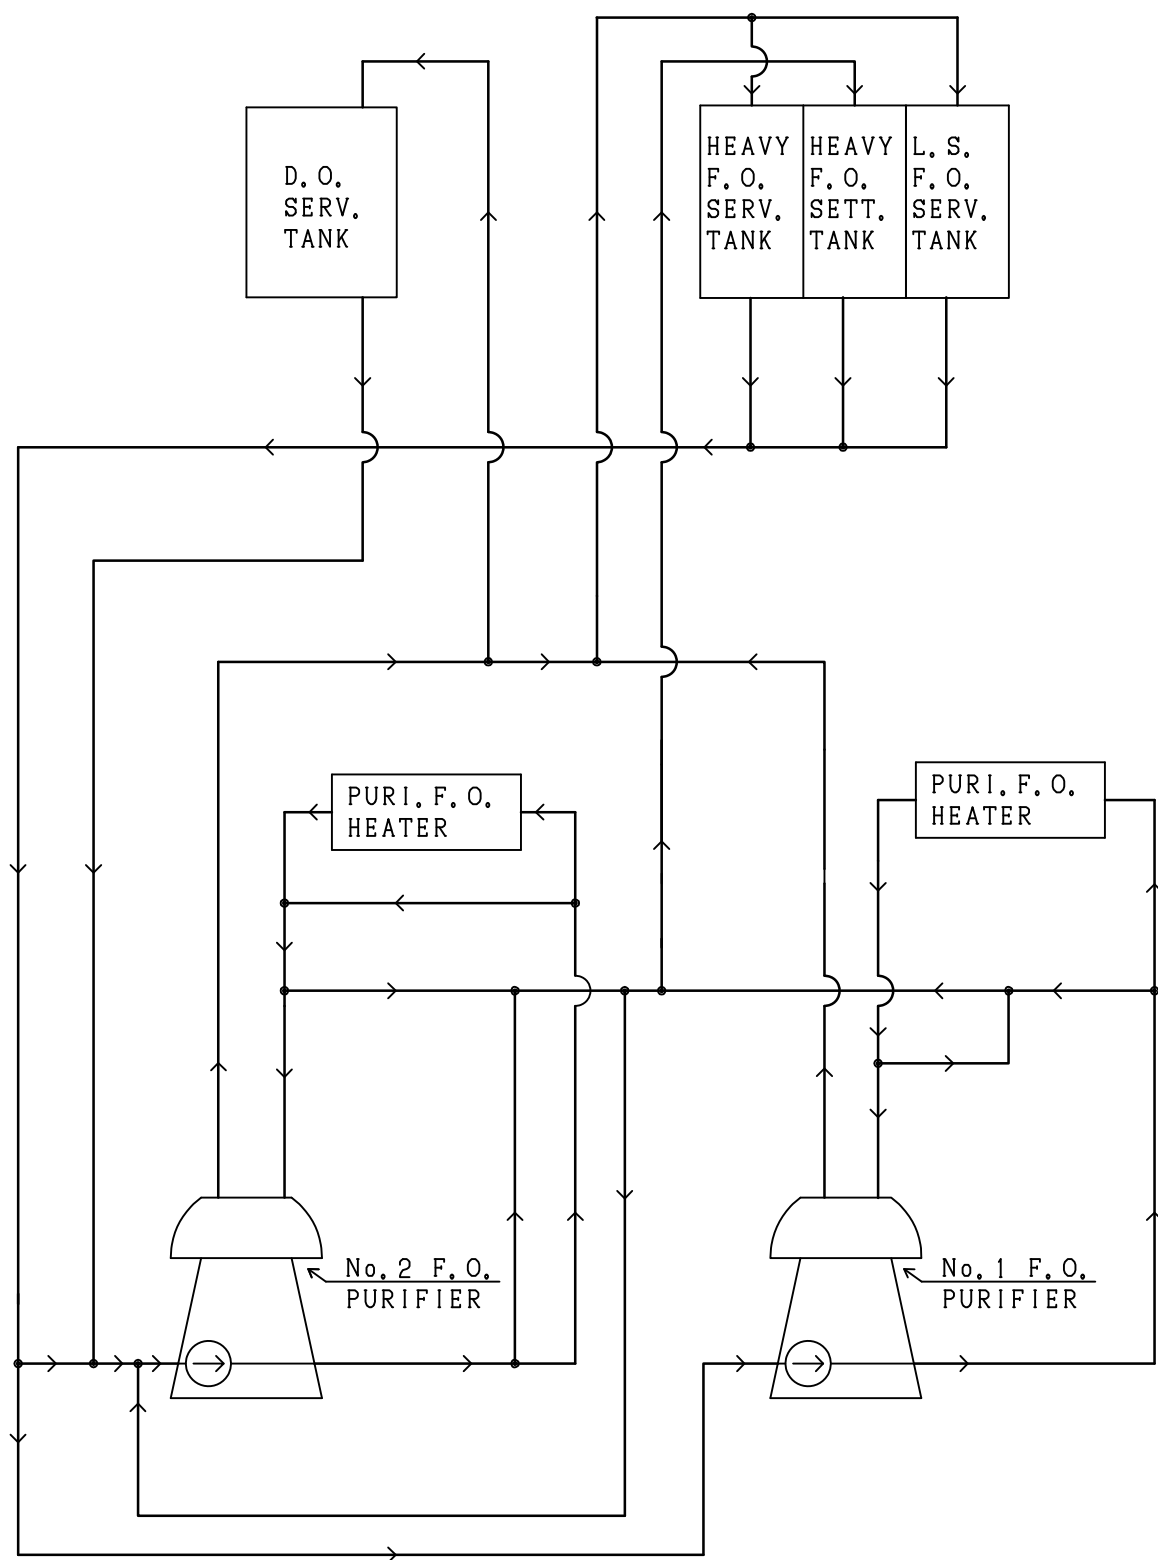 D.O.
SERV.
TANK
HEAVY
F.O.
SERV.
TANK
HEAVY
F.O.
SETT.
TANK
L.S.
F.O.
SERV.
TANK
PURI.F.O.
HEATER
PURI.F.O.
HEATER
No.2 F.O.
PURIFIER
No.1 F.O.
PURIFIER